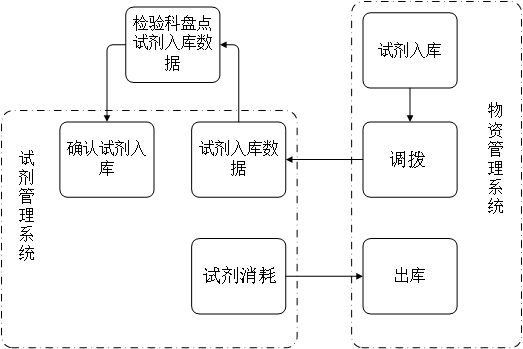 检验科盘点
试剂入库数
据
试剂入库
物
资
管
理
系
统
试
剂
管
理
系
统
确认试剂入
库
试剂入库数
据
调拨
试剂消耗
出库